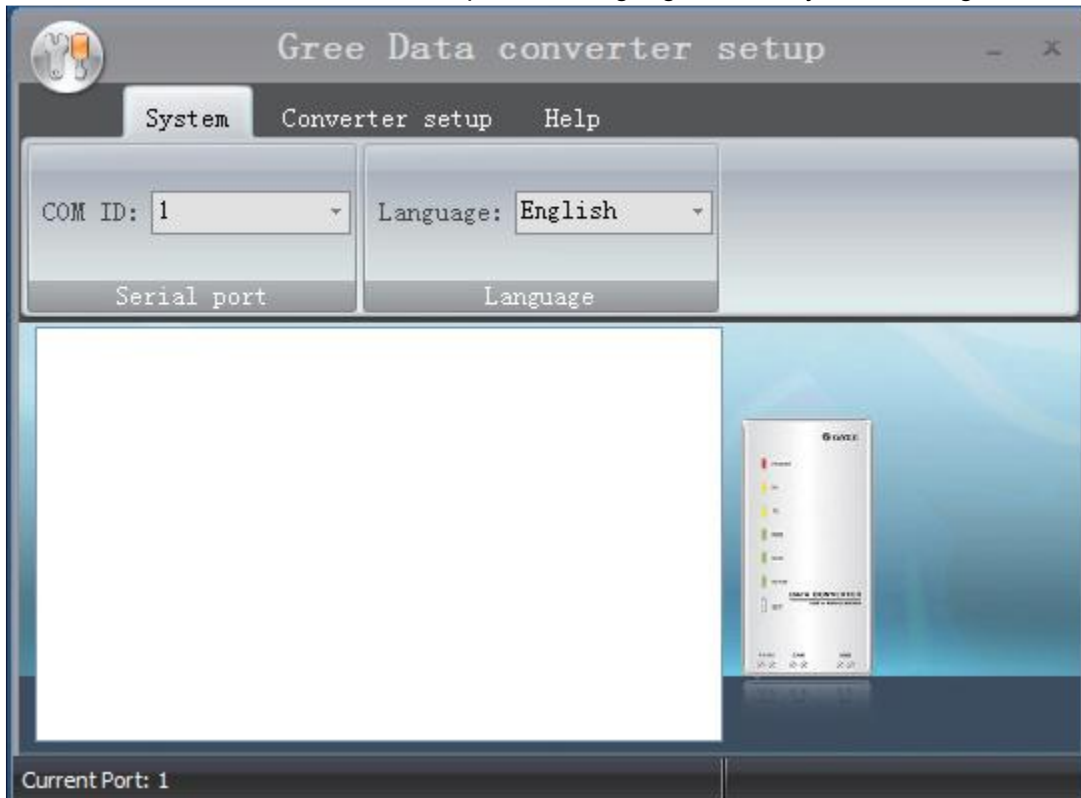 Gree Data converter setup
System Converter setup Help
COM ID: 1 Language: English
Serial port Language
GREE
DATA CONVERTER
Current Port: 1